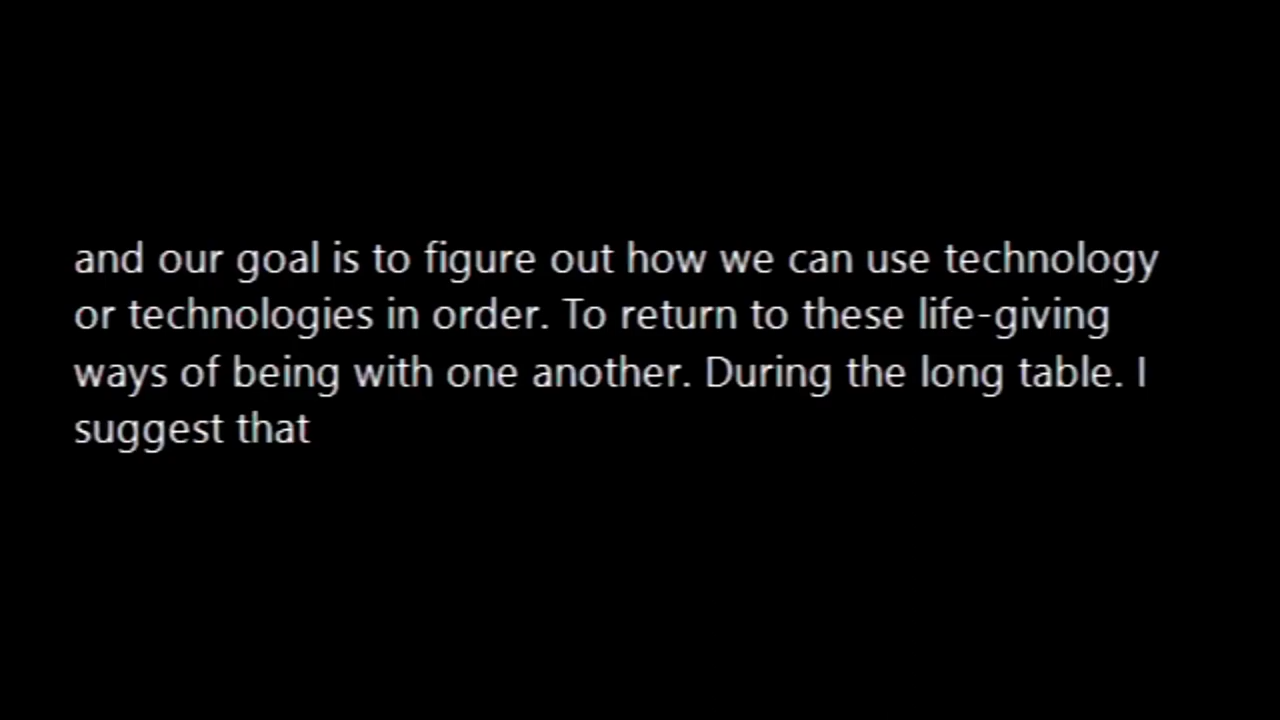 and our goal is to figure out how we can use technology
or technologies in order. To return to these life-giving
ways of being with one another. During the long table. I
suggest that